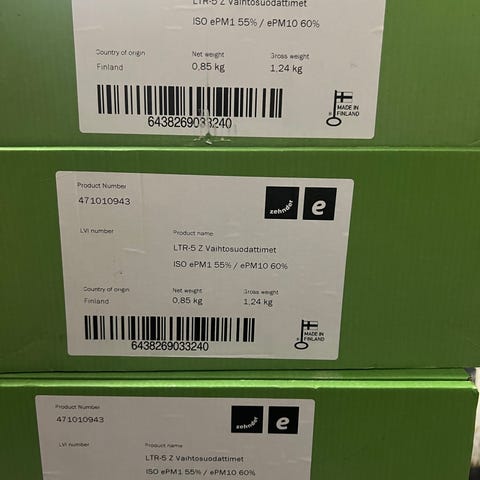 LTR-5 Z Vaihtosuodattimet
ISO ePM1 55% / ePM10 60%
Country of origin
Net weight
Gross weight
Finland
0,85 kg
1,24 kg
MADE IN
FINLAND
6438269033240
Product Number
471010943
zehnder
e
LVI number
Product name
LTR-5 Z Vaihtosuodattimet
ISO ePM1 55% / ePM10 60%
Country of origin
Net weight
Gross weight
Finland
0,85 kg
1,24 kg
MADE IN
FINLAND
6438269033240
Product Number
471010943
zehnder
e
LVI number
Product name
LTR-5 Z Vaihtosuodattimet
ISO ePM1 55% / ePM10 60%